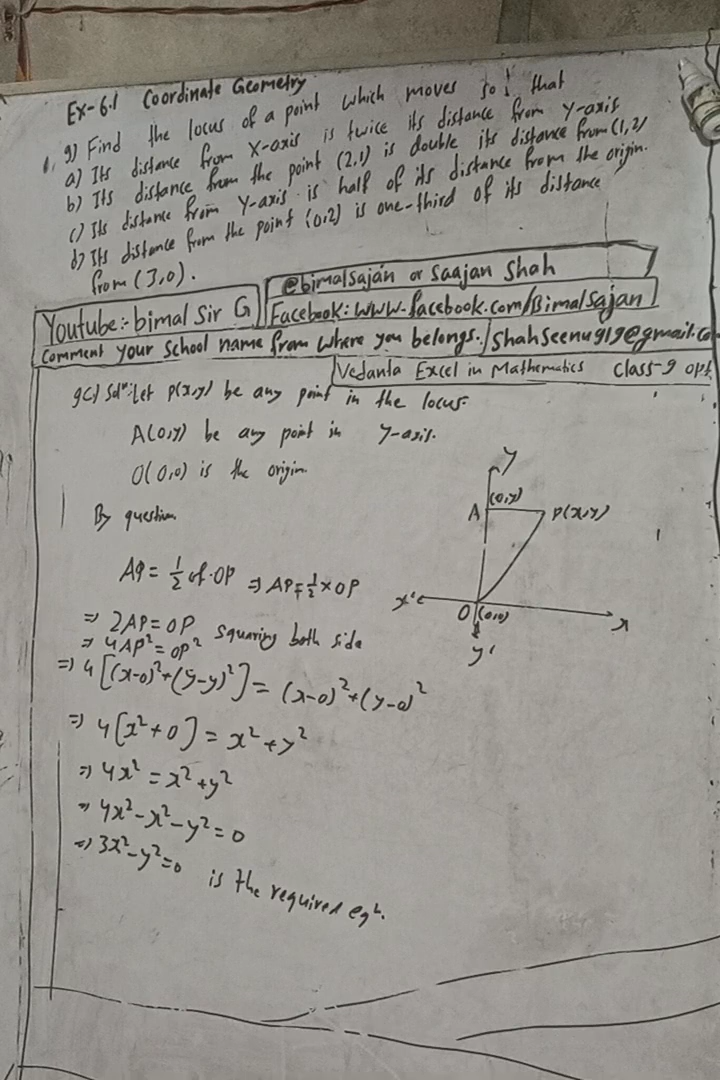 Ex-6.1 Coordinate Geometry
1. 9) Find the locus of a point which moves so that
a) Its distance from X-axis is twice its distance from Y-axis
b) Its distance from the point (2,1) is double its distance from (1,2)
c) Its distance from Y-axis is half of its distance from the origin.
d) Its distance from the point (0,2) is one-third of its distance
from (3,0).
@bimalsajan or Saajan Shah
Youtube:- bimal Sir G
Facebook: www.facebook.com/Bimalsajan
Comment your School name from where you belongs./shahseenu919@gmail.co
Vedanta Excel in Mathematics class-9 opt
9c) Solⁿ: Let P(x,y) be any point in the locus.
A(0,y) be any point in Y-axis.
O(0,0) is the origin.
By question
AP = 1/2 of OP ⇒ AP = 1/2 × OP
⇒ 2AP = OP
⇒ 4AP² = OP² squaring both side
⇒ 4[(x-0)²+(y-y)²] = (x-0)²+(y-0)²
⇒ 4[x²+0] = x²+y²
⇒ 4x² = x²+y²
⇒ 4x²-x²-y² = 0
⇒ 3x²-y²=0 is the required eqⁿ.
y
(0,y)
A
P(x,y)
x'
O (0,0)
x
y'